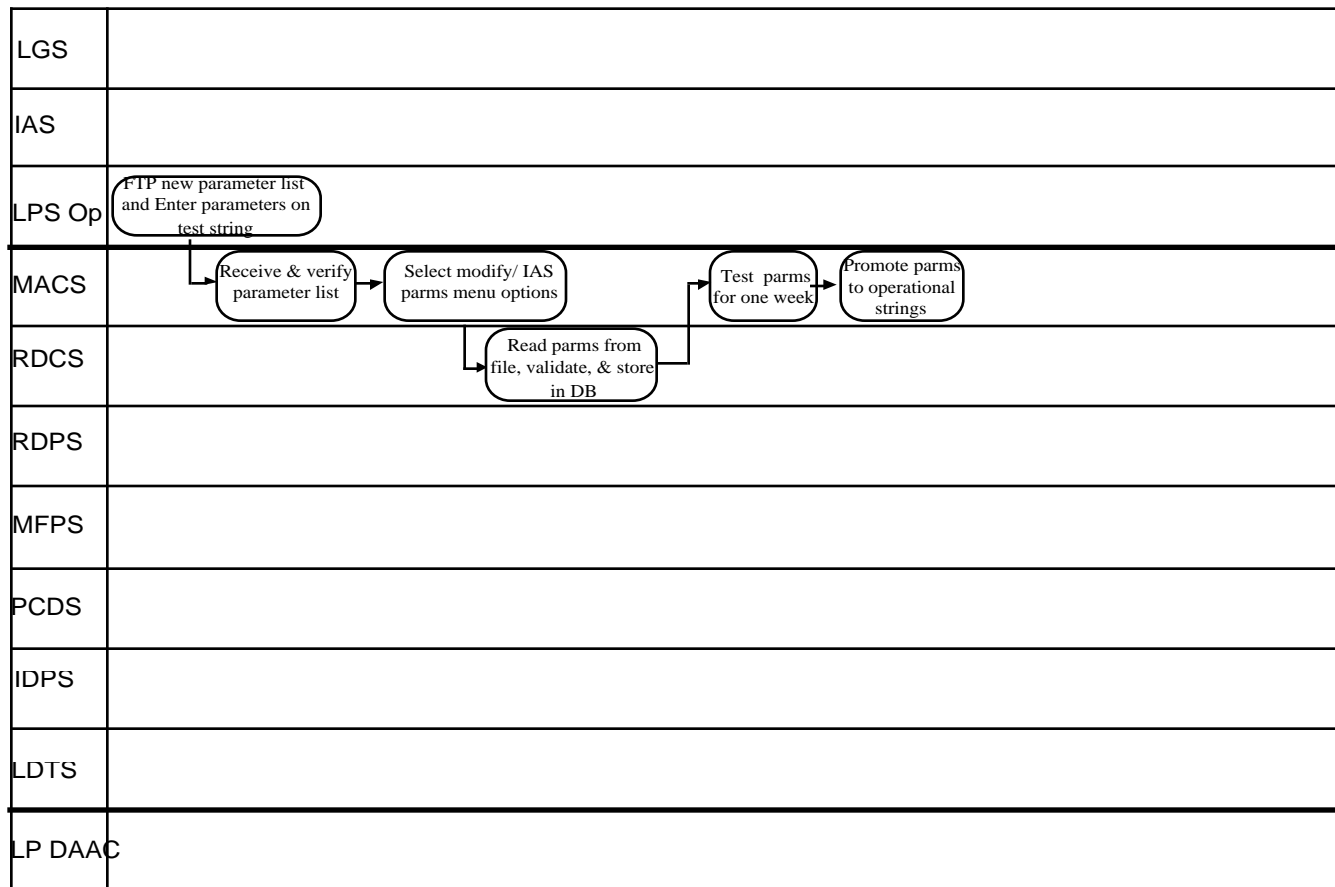 LGS
IAS
LPS Op
FTP new parameter list
and Enter parameters on
test string
MACS
Receive & verify
parameter list
Select modify/ IAS
parms menu options
Test parms
for one week
Promote parms
to operational
strings
RDCS
Read parms from
file, validate, & store
in DB
RDPS
MFPS
PCDS
IDPS
LDTS
LP DAAC